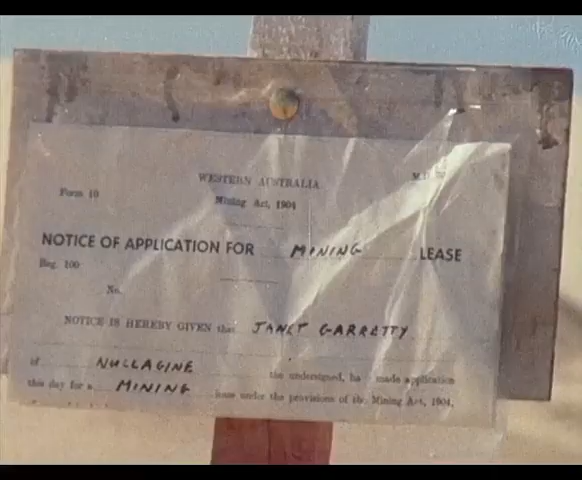 WESTERN AUSTRALIA
Form 10
Mining Act, 1904
NOTICE OF APPLICATION FOR MINING LEASE
Reg. 100
No.
NOTICE IS HEREBY GIVEN that JANET GARRETTY
of NULLAGINE the undersigned, ha made application
this day for a MINING lease under the provisions of the Mining Act, 1904,